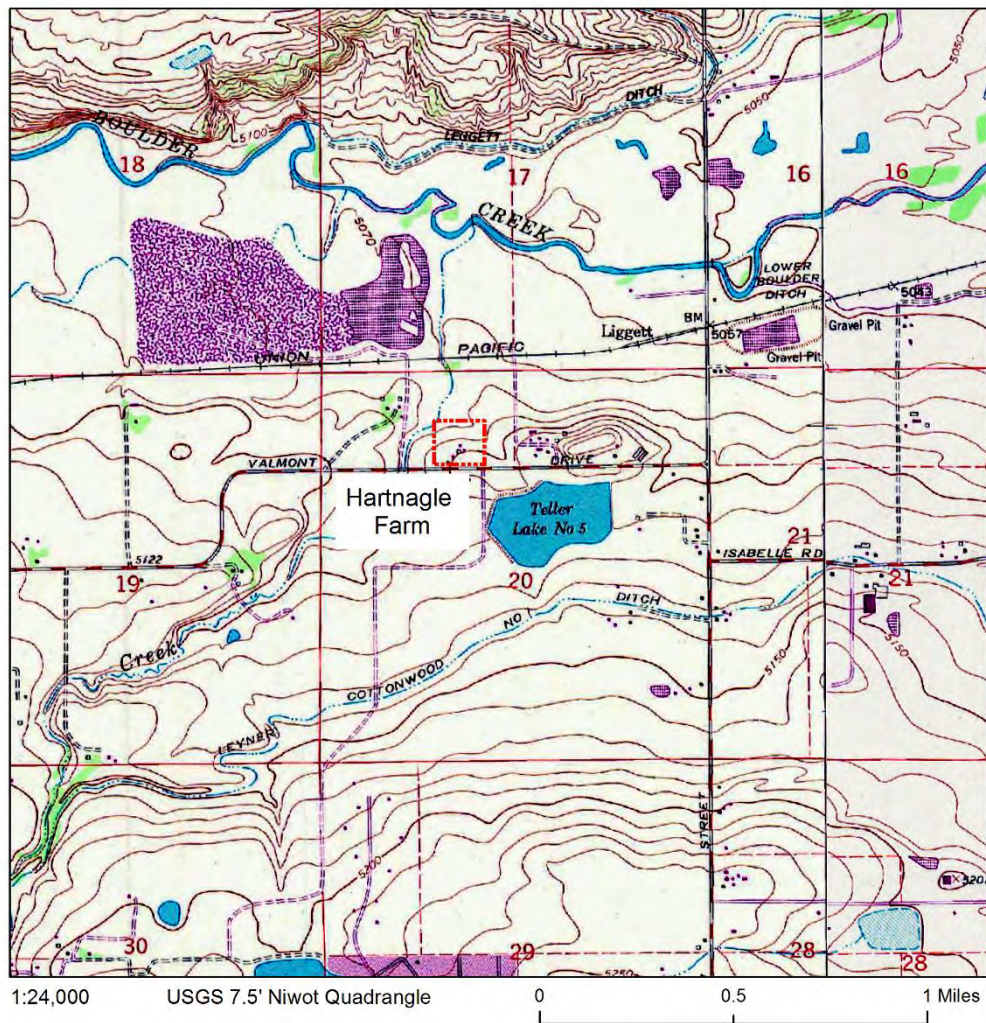 5050
5100
BOULDER
DITCH
5050
LEGGETT
18
17
16
16
CREEK
5070
LOWER
BOULDER
DITCH
5043
BM
Liggett
5057
Gravel Pit
Gravel Pit
UNION
PACIFIC
VALMONT
DRIVE
Hartnagle
Farm
Teller
Lake No 5
21
ISABELLE RD
5122
19
20
21
DITCH
NO 1
Creek
COTTONWOOD
5150
5150
LEYNER
STREET
5200
30
29
28
28
5250
1:24,000
USGS 7.5' Niwot Quadrangle
0
0.5
1 Miles